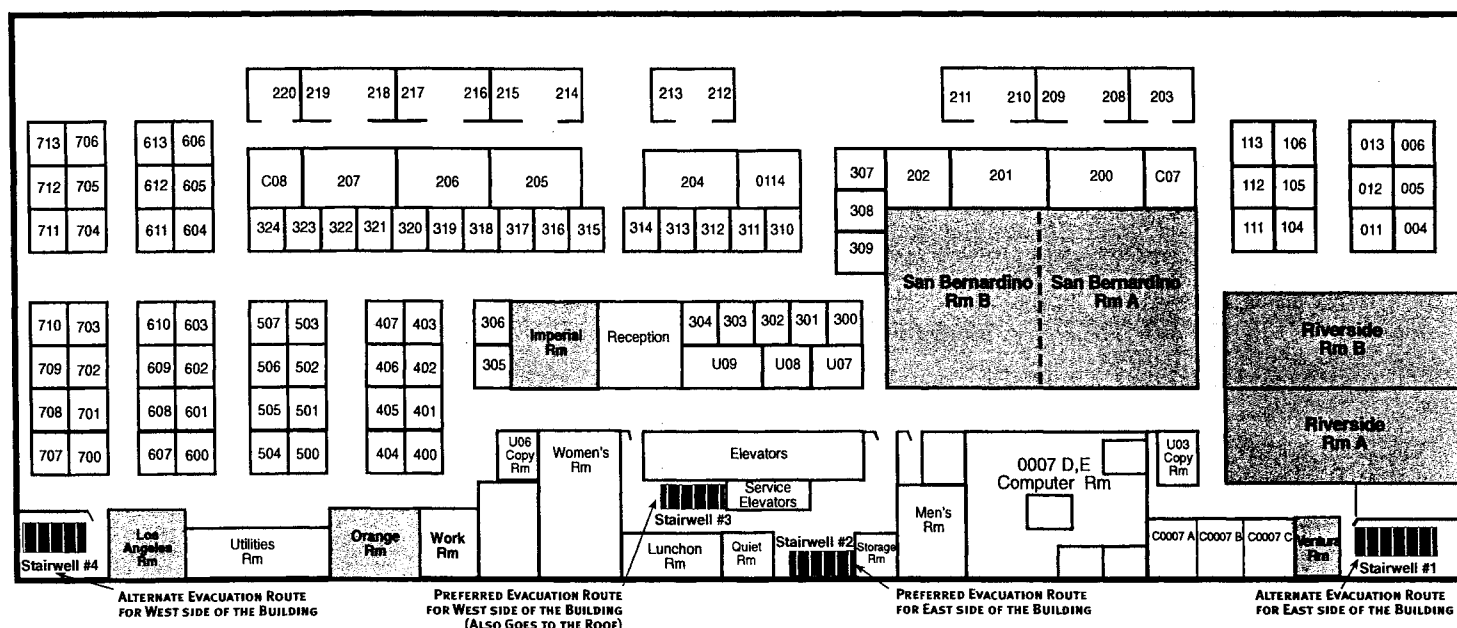 220 219 218 217 216 215 214 213 212 211 210 209 208 203
713 706 613 606 113 106 013 006
C08 207 206 205 204 0114 307 202 201 200 C07
712 705 612 605 112 105 012 005
308
711 704 611 604 324 323 322 321 320 319 318 317 316 315 314 313 312 311 310 111 104 011 004
309
San Bernardino San Bernardino
Rm B Rm A
710 703 610 603 507 503 407 403 306 304 303 302 301 300
Imperial
Rm
Reception
Riverside
Rm B
709 702 609 602 506 502 406 402 305 U09 U08 U07
708 701 608 601 505 501 405 401
Riverside
Rm A
707 700 607 600 504 500 404 400
U06
Copy
Rm
Women's
Rm
Elevators
0007 D,E
Computer Rm
U03
Copy
Rm
Service
Elevators
Stairwell #3
Men's
Rm
Los
Angeles
Rm
Utilities
Rm
Orange
Rm
Work
Rm
Lunchon
Rm
Quiet
Rm
Stairwell #2
Storage
Rm
C0007 A C0007 B C0007 C
Ventura
Rm
Stairwell #4
Stairwell #1
Alternate Evacuation Route
for West side of the Building
Preferred Evacuation Route
for West side of the Building
(Also Goes to the Roof)
Preferred Evacuation Route
for East side of the Building
Alternate Evacuation Route
for East side of the Building